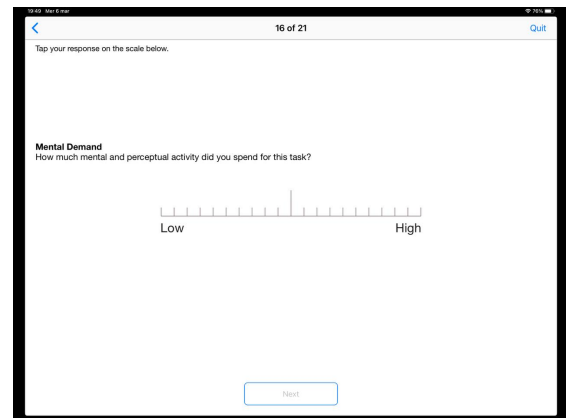 19:49 Mer 6 mar 76%
16 of 21 Quit
Tap your response on the scale below.
Mental Demand
How much mental and perceptual activity did you spend for this task?
Low High
Next